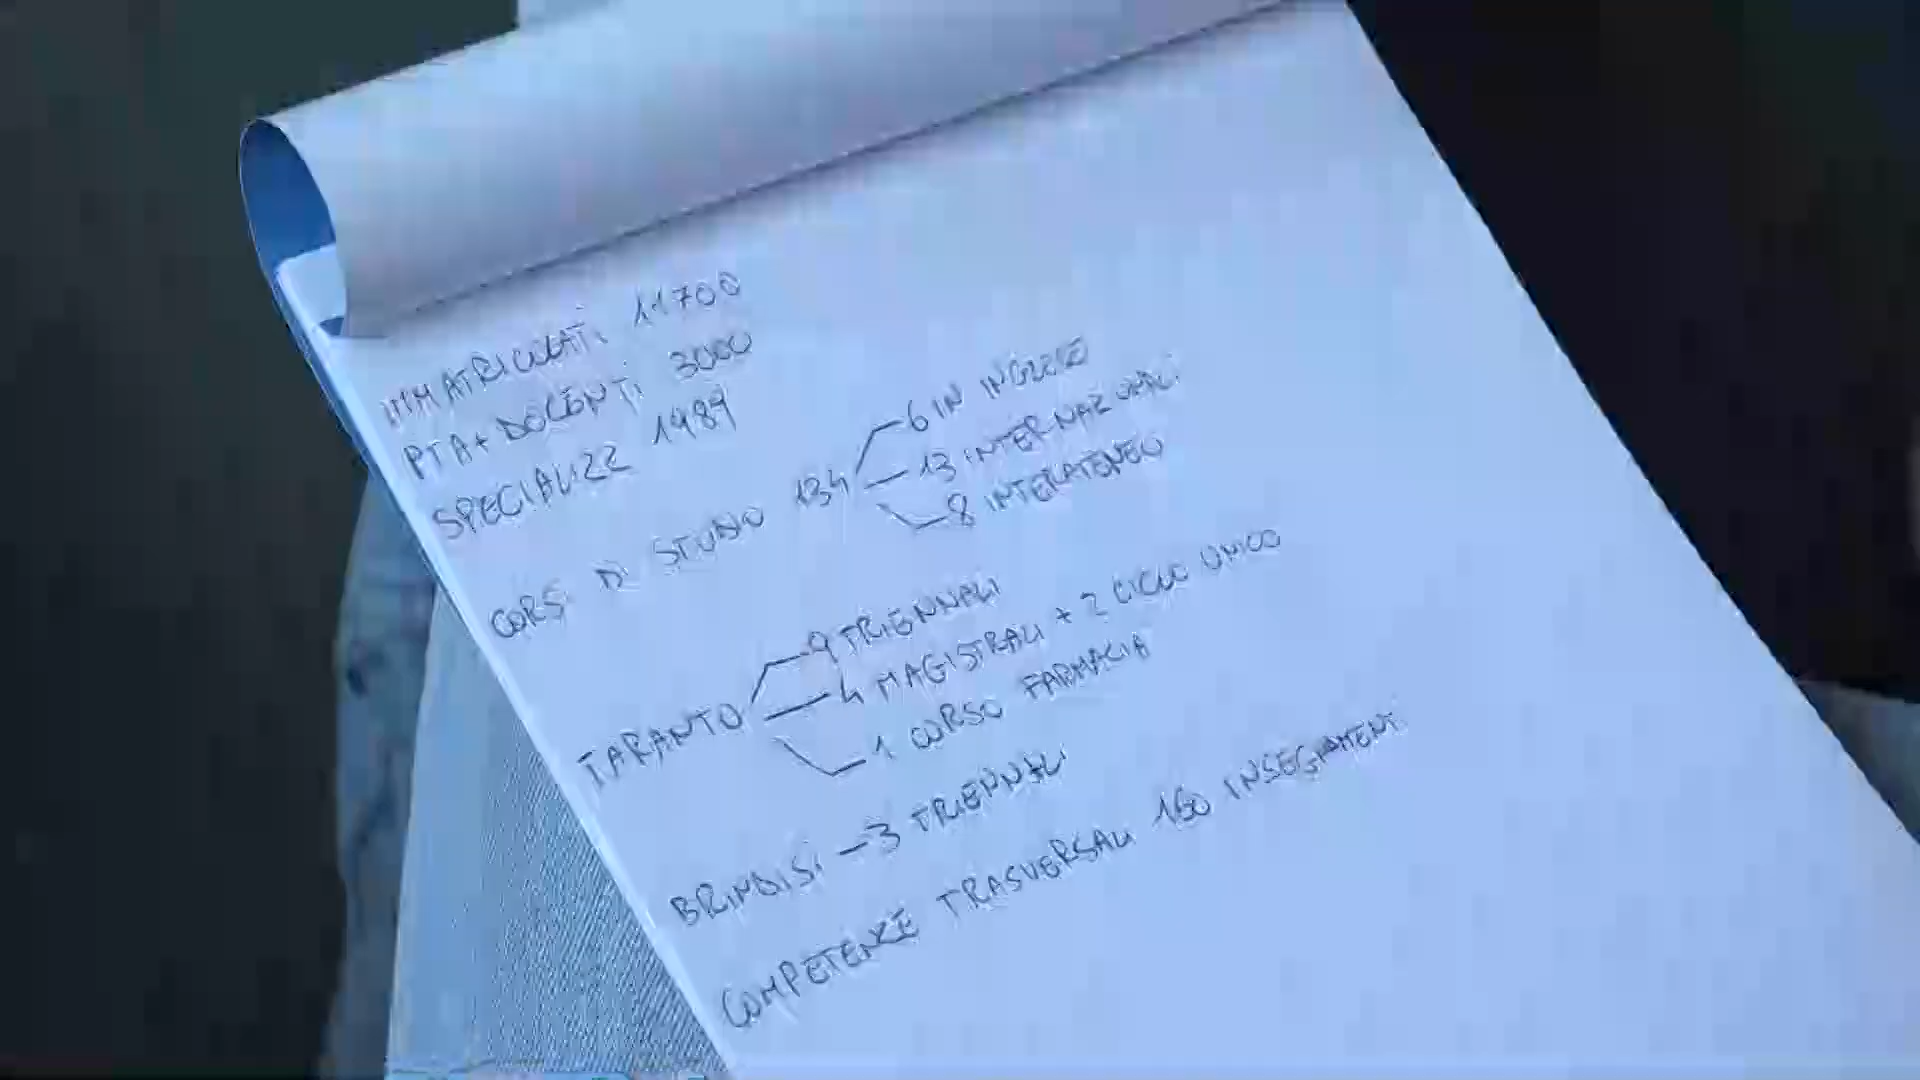 IMMATRICOLATI 11700
PTA + DOCENTI 3000
SPECIALIZZ 1989
CORSI DI STUDIO 134
6 IN INGLESE
13 INTERNAZIONALI
8 INTERATENEO
TARANTO
9 TRIENNALI
4 MAGISTRALI + 2 CICLO UNICO
1 CORSO FARMACIA
BRINDISI - 3 TRIENNALI
COMPETENZE TRASVERSALI 160 INSEGNAMENTI